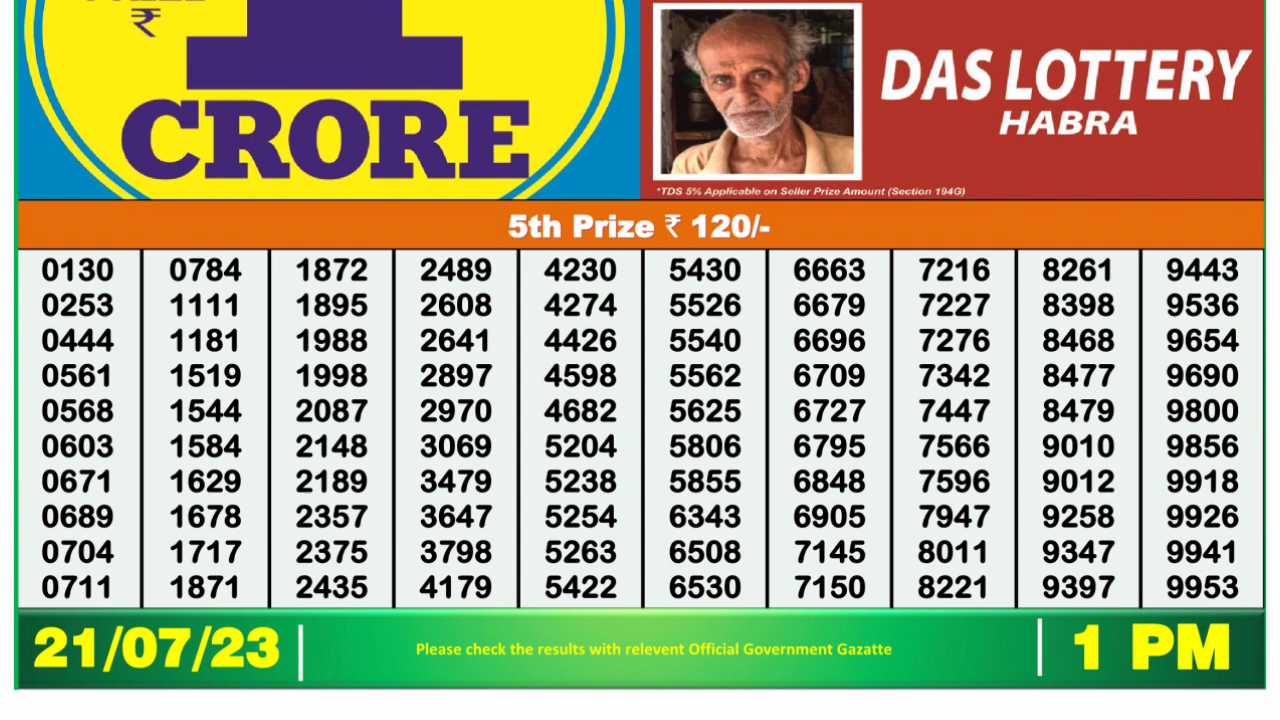 ₹
1
CRORE
DAS LOTTERY
HABRA
*TDS 5% Applicable on Seller Prize Amount (Section 194G)
5th Prize ₹ 120/-
0130 0784 1872 2489 4230 5430 6663 7216 8261 9443
0253 1111 1895 2608 4274 5526 6679 7227 8398 9536
0444 1181 1988 2641 4426 5540 6696 7276 8468 9654
0561 1519 1998 2897 4598 5562 6709 7342 8477 9690
0568 1544 2087 2970 4682 5625 6727 7447 8479 9800
0603 1584 2148 3069 5204 5806 6795 7566 9010 9856
0671 1629 2189 3479 5238 5855 6848 7596 9012 9918
0689 1678 2357 3647 5254 6343 6905 7947 9258 9926
0704 1717 2375 3798 5263 6508 7145 8011 9347 9941
0711 1871 2435 4179 5422 6530 7150 8221 9397 9953
21/07/23 Please check the results with relevent Official Government Gazatte 1 PM